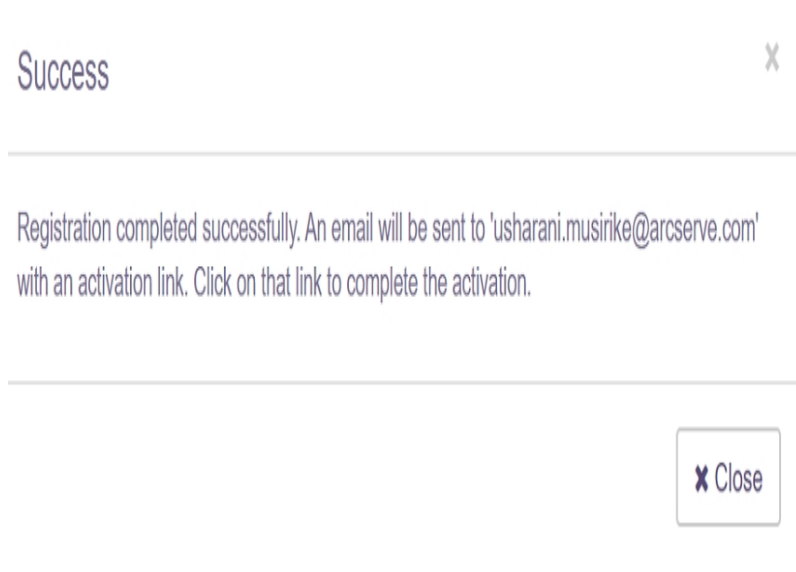 Success
x
Registration completed successfully. An email will be sent to 'usharani.musirike@arcserve.com'
with an activation link. Click on that link to complete the activation.
✖ Close